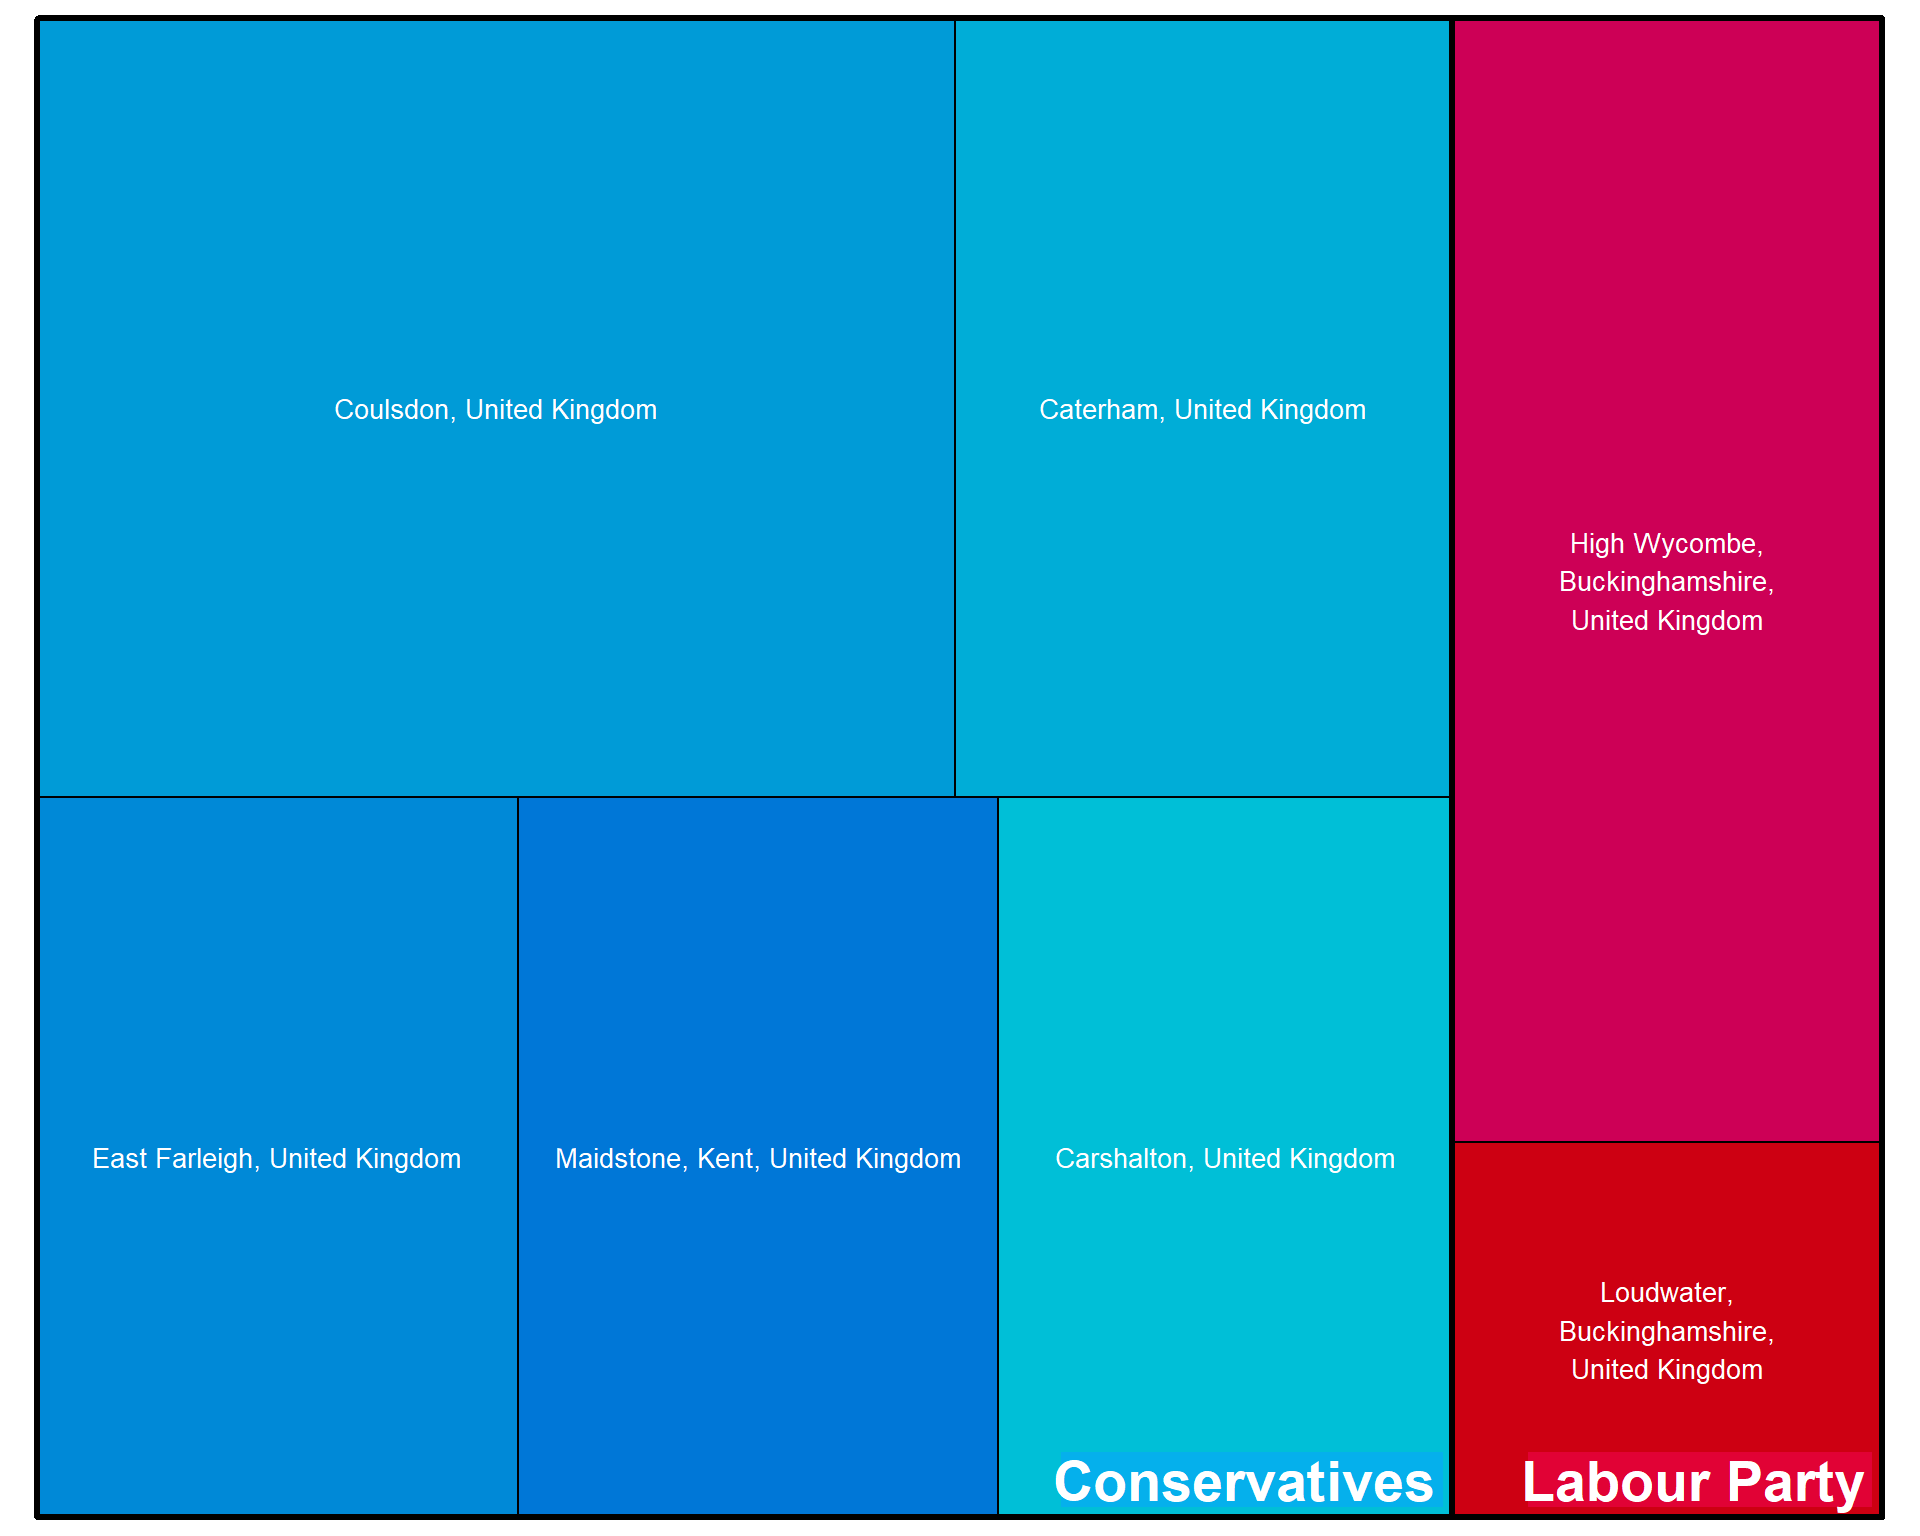 Coulsdon, United Kingdom
Caterham, United Kingdom
High Wycombe,
Buckinghamshire,
United Kingdom
East Farleigh, United Kingdom
Maidstone, Kent, United Kingdom
Carshalton, United Kingdom
Loudwater,
Buckinghamshire,
United Kingdom
Conservatives
Labour Party